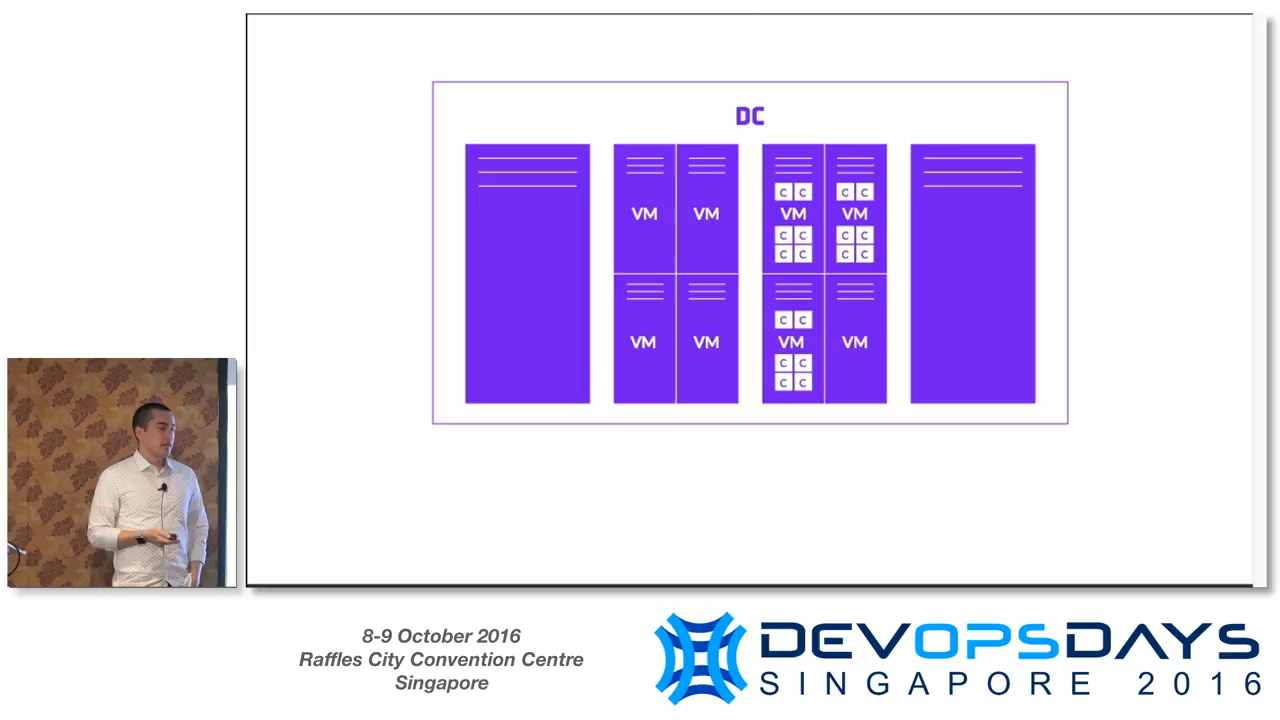 DC
VM VM
C C C C
VM VM
C C C C
C C C C
VM VM
C C
VM VM
C C
C C
8-9 October 2016
Raffles City Convention Centre
Singapore
DEVOPSDAYS
SINGAPORE 2016